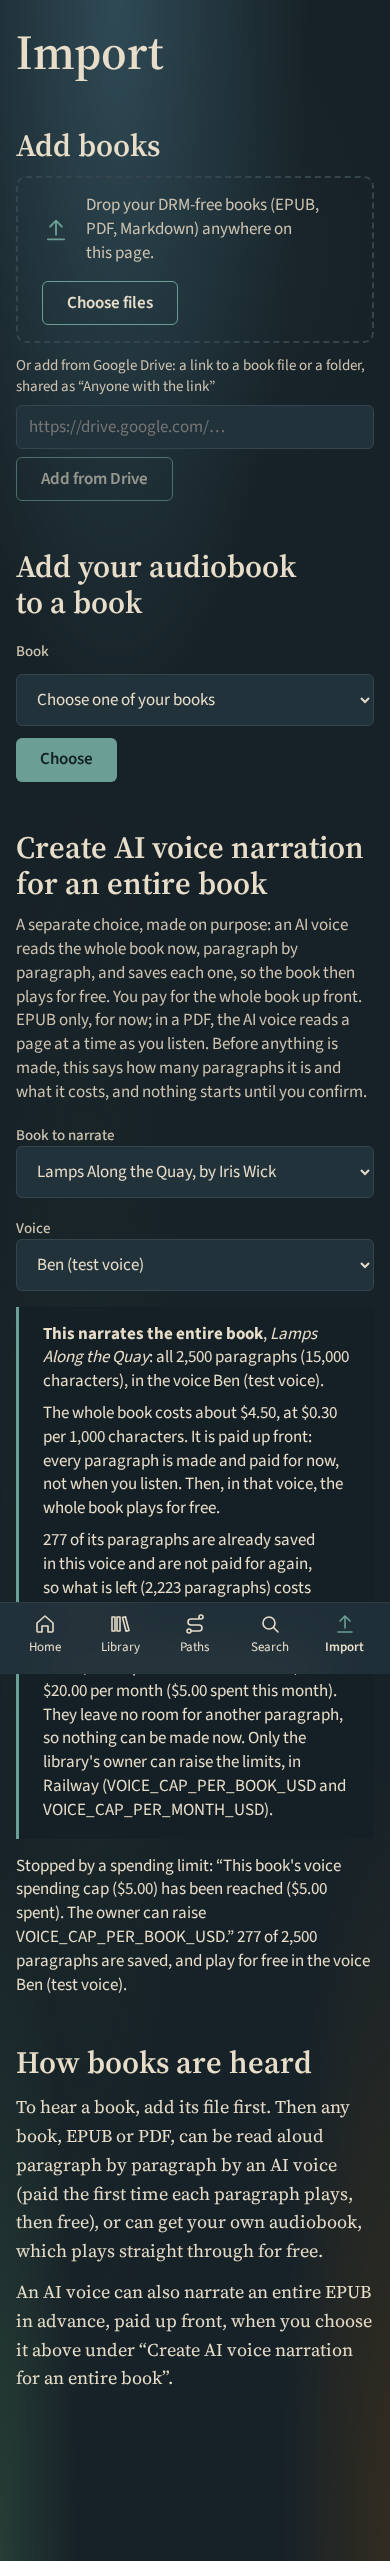 Import
Add books
Drop your DRM-free books (EPUB,
PDF, Markdown) anywhere on
this page.
Choose files
Or add from Google Drive: a link to a book file or a folder,
shared as “Anyone with the link”
https://drive.google.com/…
Add from Drive
Add your audiobook
to a book
Book
Choose one of your books
Choose
Create AI voice narration
for an entire book
A separate choice, made on purpose: an AI voice
reads the whole book now, paragraph by
paragraph, and saves each one, so the book then
plays for free. You pay for the whole book up front.
EPUB only, for now; in a PDF, the AI voice reads a
page at a time as you listen. Before anything is
made, this says how many paragraphs it is and
what it costs, and nothing starts until you confirm.
Book to narrate
Lamps Along the Quay, by Iris Wick
Voice
Ben (test voice)
This narrates the entire book, Lamps
Along the Quay: all 2,500 paragraphs (15,000
characters), in the voice Ben (test voice).
The whole book costs about $4.50, at $0.30
per 1,000 characters. It is paid up front:
every paragraph is made and paid for now,
not when you listen. Then, in that voice, the
whole book plays for free.
277 of its paragraphs are already saved
in this voice and are not paid for again,
so what is left (2,223 paragraphs) costs
Home
Library
Paths
Search
Import
$20.00 per month ($5.00 spent this month).
They leave no room for another paragraph,
so nothing can be made now. Only the
library's owner can raise the limits, in
Railway (VOICE_CAP_PER_BOOK_USD and
VOICE_CAP_PER_MONTH_USD).
Stopped by a spending limit: “This book's voice
spending cap ($5.00) has been reached ($5.00
spent). The owner can raise
VOICE_CAP_PER_BOOK_USD.” 277 of 2,500
paragraphs are saved, and play for free in the voice
Ben (test voice).
How books are heard
To hear a book, add its file first. Then any
book, EPUB or PDF, can be read aloud
paragraph by paragraph by an AI voice
(paid the first time each paragraph plays,
then free), or can get your own audiobook,
which plays straight through for free.
An AI voice can also narrate an entire EPUB
in advance, paid up front, when you choose
it above under “Create AI voice narration
for an entire book”.